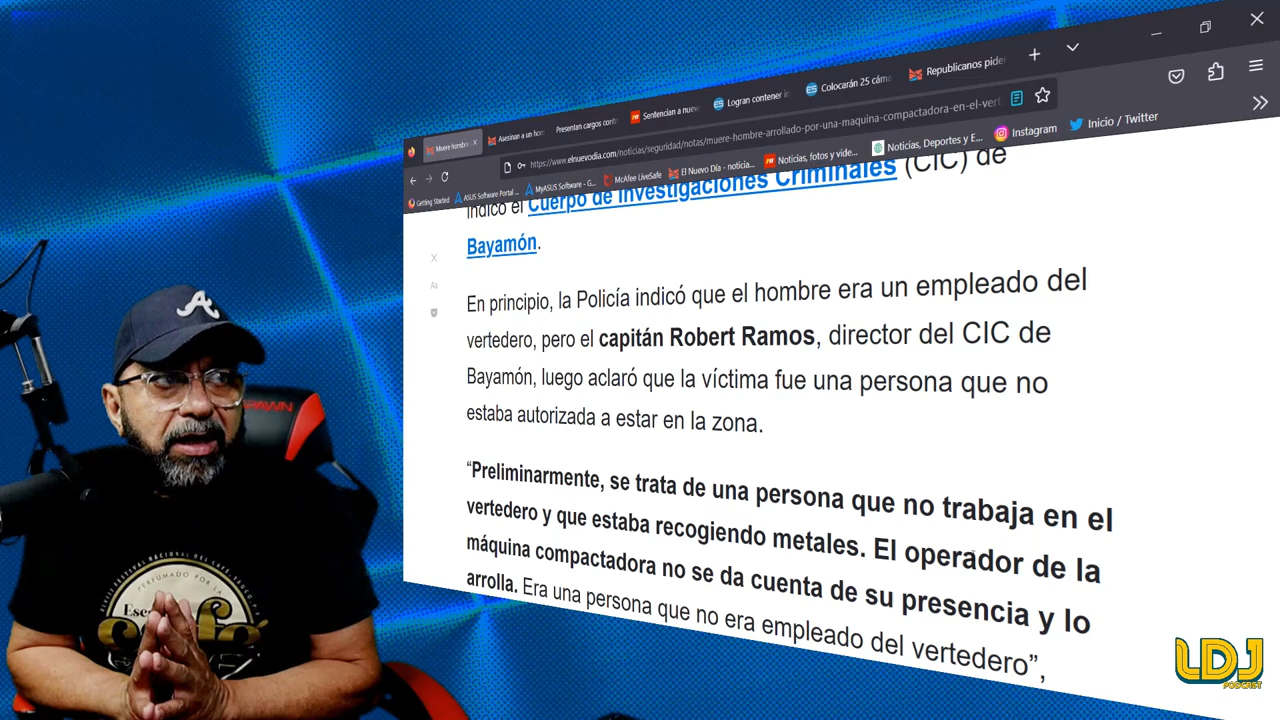 Muere hombre
Asesinan a un hom
Presentan cargos cont
Sentencian a nuev
Logran contener in
Colocarán 25 cáma
Republicanos piden
https://www.elnuevodia.com/noticias/seguridad/notas/muere-hombre-arrollado-por-una-maquina-compactadora-en-el-vert
Getting Started
ASUS Software Portal...
MyASUS Software - G...
McAfee LiveSafe
El Nuevo Día - noticia...
Noticias, fotos y vide...
Noticias, Deportes y E...
Instagram
Inicio / Twitter
indicó el Cuerpo de Investigaciones Criminales (CIC) de
Bayamón.
Aa
En principio, la Policía indicó que el hombre era un empleado del
vertedero, pero el capitán Robert Ramos, director del CIC de
Bayamón, luego aclaró que la víctima fue una persona que no
estaba autorizada a estar en la zona.
“Preliminarmente, se trata de una persona que no trabaja en el
vertedero y que estaba recogiendo metales. El operador de la
máquina compactadora no se da cuenta de su presencia y lo
arrolla. Era una persona que no era empleado del vertedero”,
A
PERFUMADO POR LA
LDJ
PODCAST